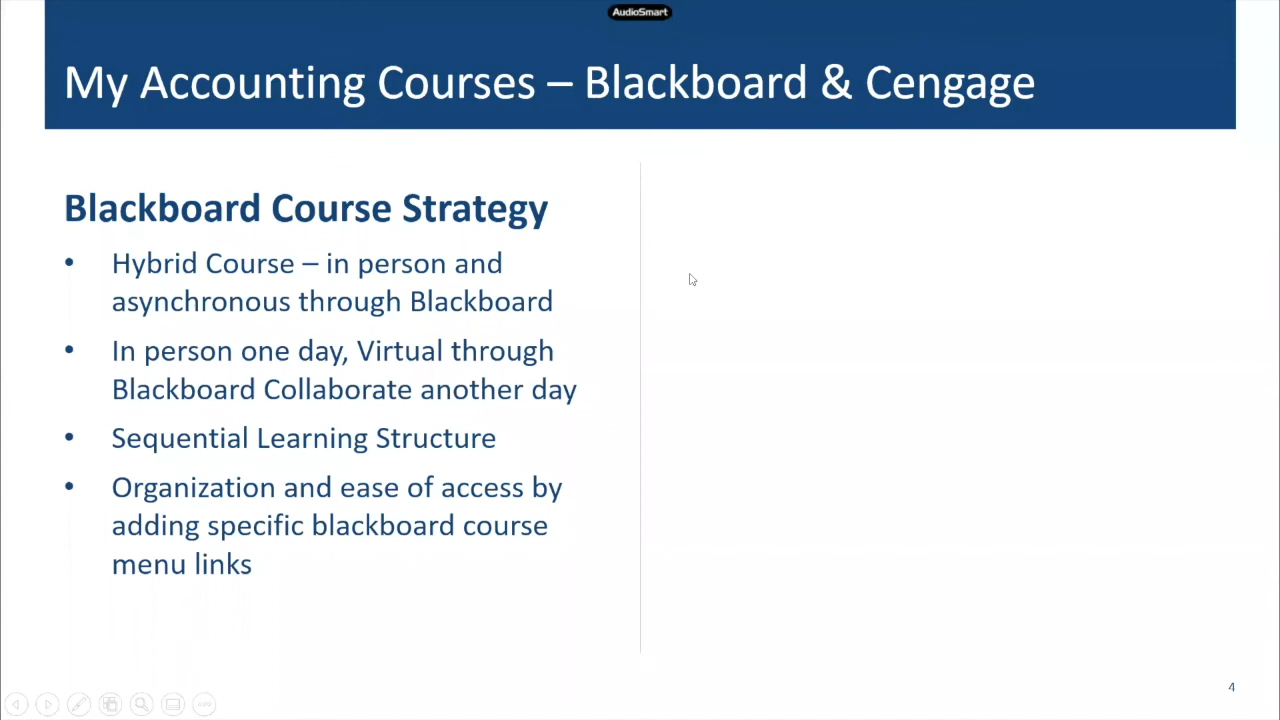 AudioSmart
My Accounting Courses – Blackboard & Cengage
Blackboard Course Strategy
• Hybrid Course – in person and
asynchronous through Blackboard
• In person one day, Virtual through
Blackboard Collaborate another day
• Sequential Learning Structure
• Organization and ease of access by
adding specific blackboard course
menu links
4